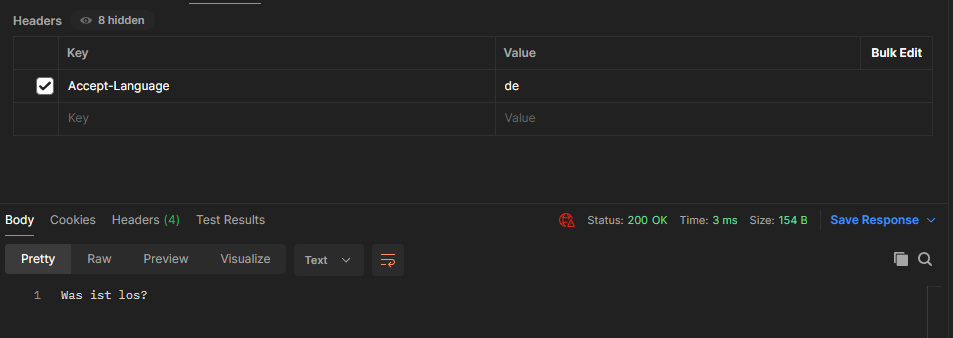 Headers 8 hidden
Key Value Bulk Edit
Accept-Language de
Key Value
Body Cookies Headers (4) Test Results Status: 200 OK Time: 3 ms Size: 154 B Save Response
Pretty Raw Preview Visualize Text
1 Was ist los?